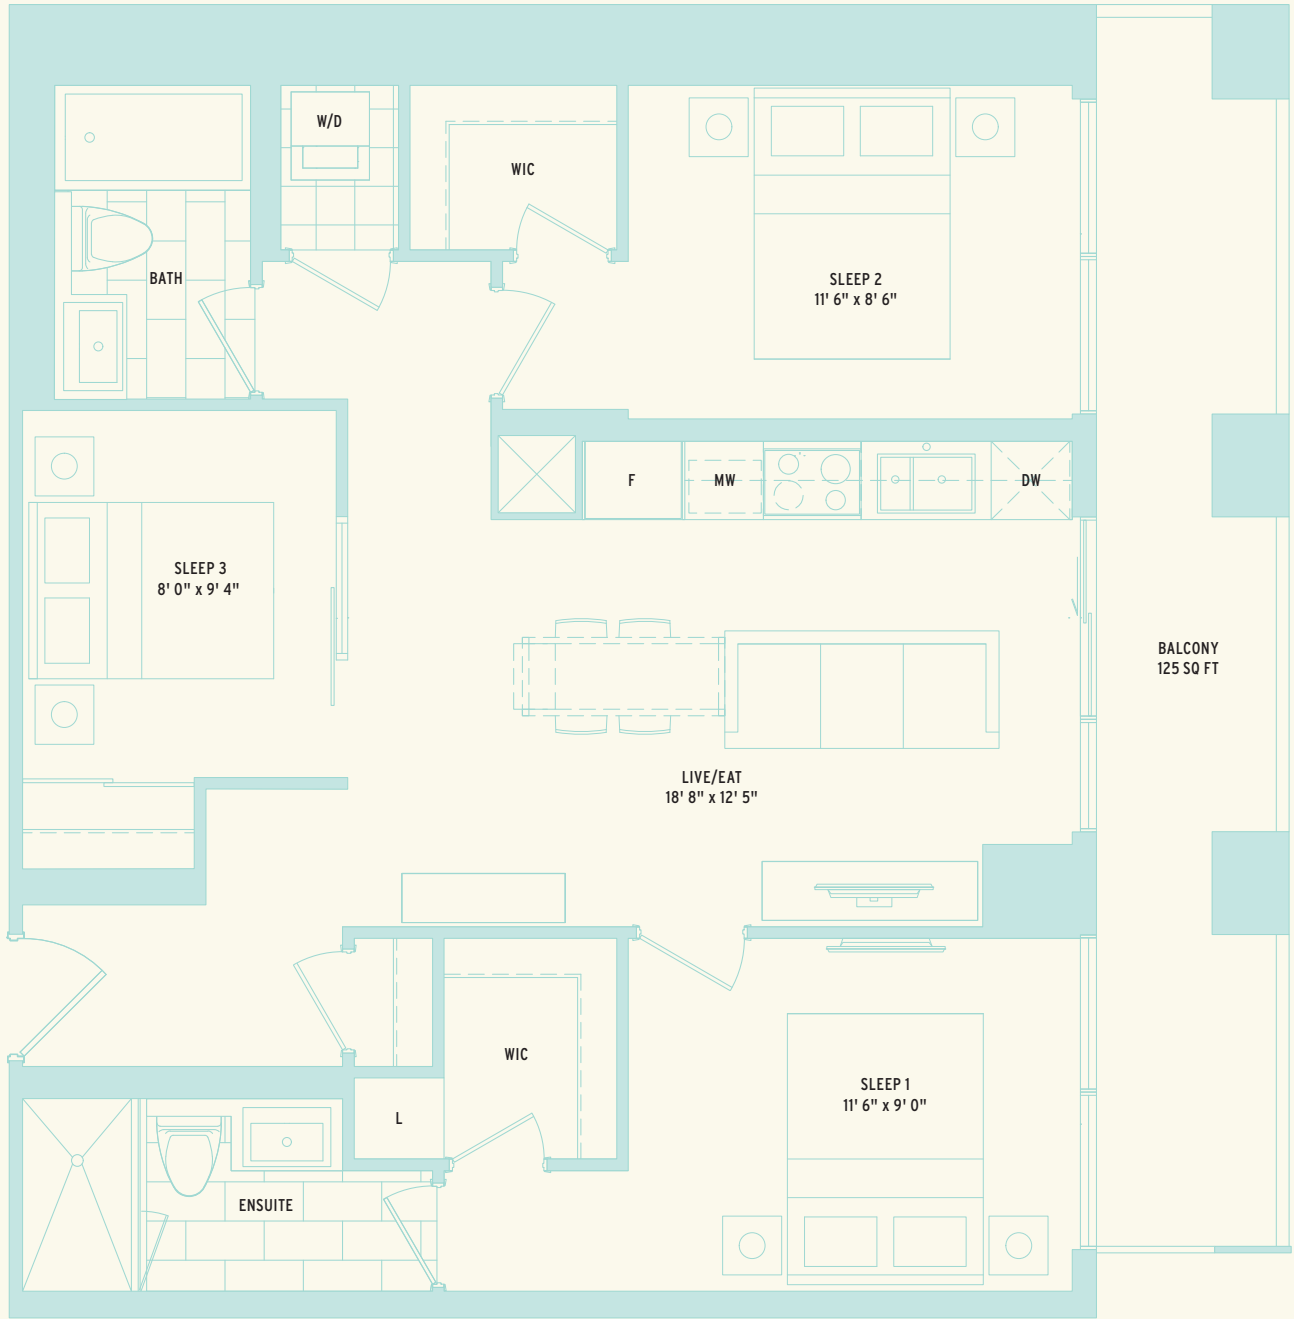 W/D
WIC
BATH
SLEEP 2
11' 6" x 8' 6"
F
MW
DW
SLEEP 3
8' 0" x 9' 4"
BALCONY
125 SQ FT
LIVE/EAT
18' 8" x 12' 5"
WIC
SLEEP 1
11' 6" x 9' 0"
L
ENSUITE